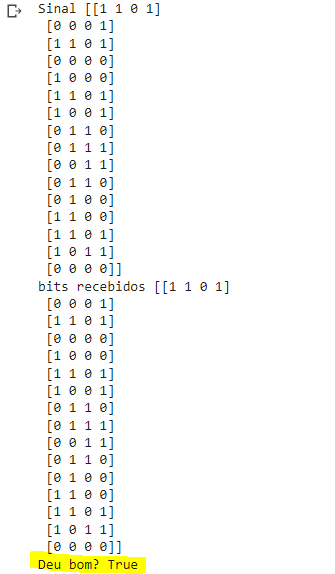 Sinal [[1 1 0 1]
[0 0 0 1]
[1 1 0 1]
[0 0 0 0]
[1 0 0 0]
[1 1 0 1]
[1 0 0 1]
[0 1 1 0]
[0 1 1 1]
[0 0 1 1]
[0 1 1 0]
[0 1 0 0]
[1 1 0 0]
[1 1 0 1]
[1 0 1 1]
[0 0 0 0]]
bits recebidos [[1 1 0 1]
[0 0 0 1]
[1 1 0 1]
[0 0 0 0]
[1 0 0 0]
[1 1 0 1]
[1 0 0 1]
[0 1 1 0]
[0 1 1 1]
[0 0 1 1]
[0 1 1 0]
[0 1 0 0]
[1 1 0 0]
[1 1 0 1]
[1 0 1 1]
[0 0 0 0]]
Deu bom? True